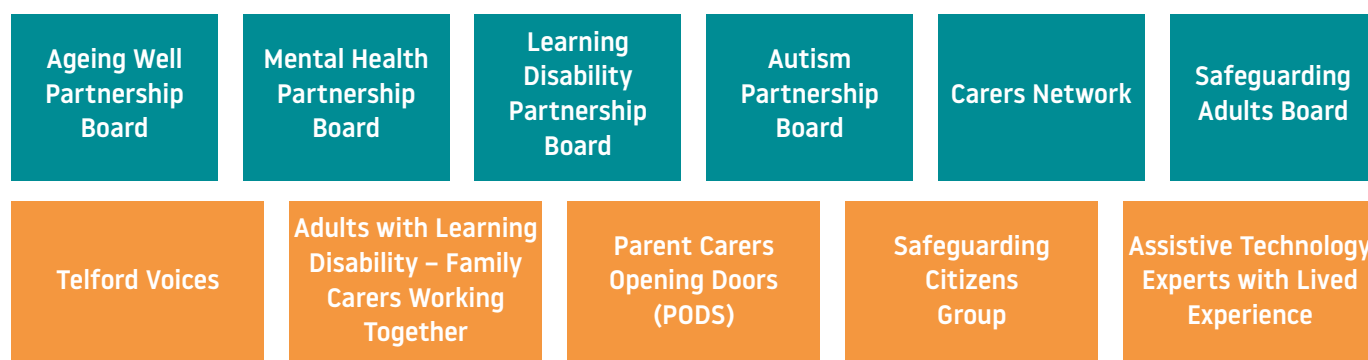 Ageing Well
Partnership
Board
Mental Health
Partnership
Board
Learning
Disability
Partnership
Board
Autism
Partnership
Board
Carers Network
Safeguarding
Adults Board
Telford Voices
Adults with Learning
Disability – Family
Carers Working
Together
Parent Carers
Opening Doors
(PODS)
Safeguarding
Citizens
Group
Assistive Technology
Experts with Lived
Experience